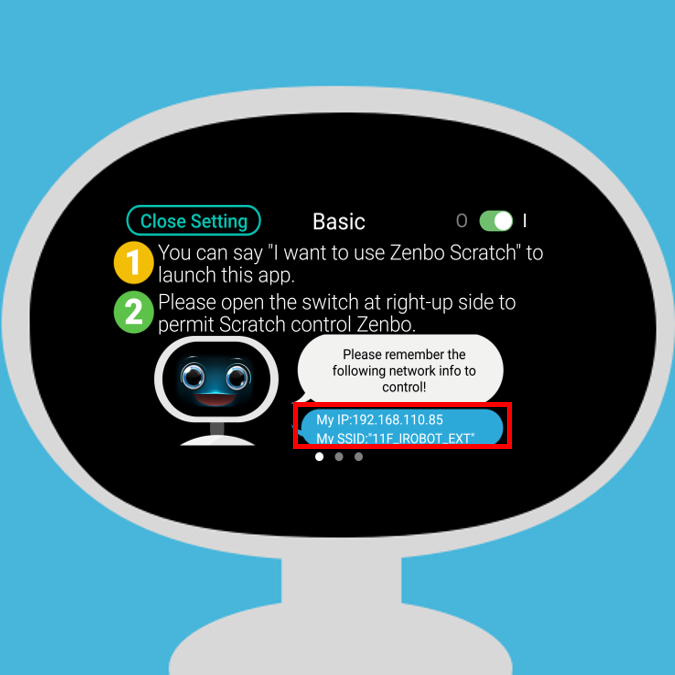 Close Setting
Basic
O
I
1
You can say "I want to use Zenbo Scratch" to
launch this app.
2
Please open the switch at right-up side to
permit Scratch control Zenbo.
Please remember the
following network info to
control!
My IP:192.168.110.85
My SSID:"11F_IROBOT_EXT"